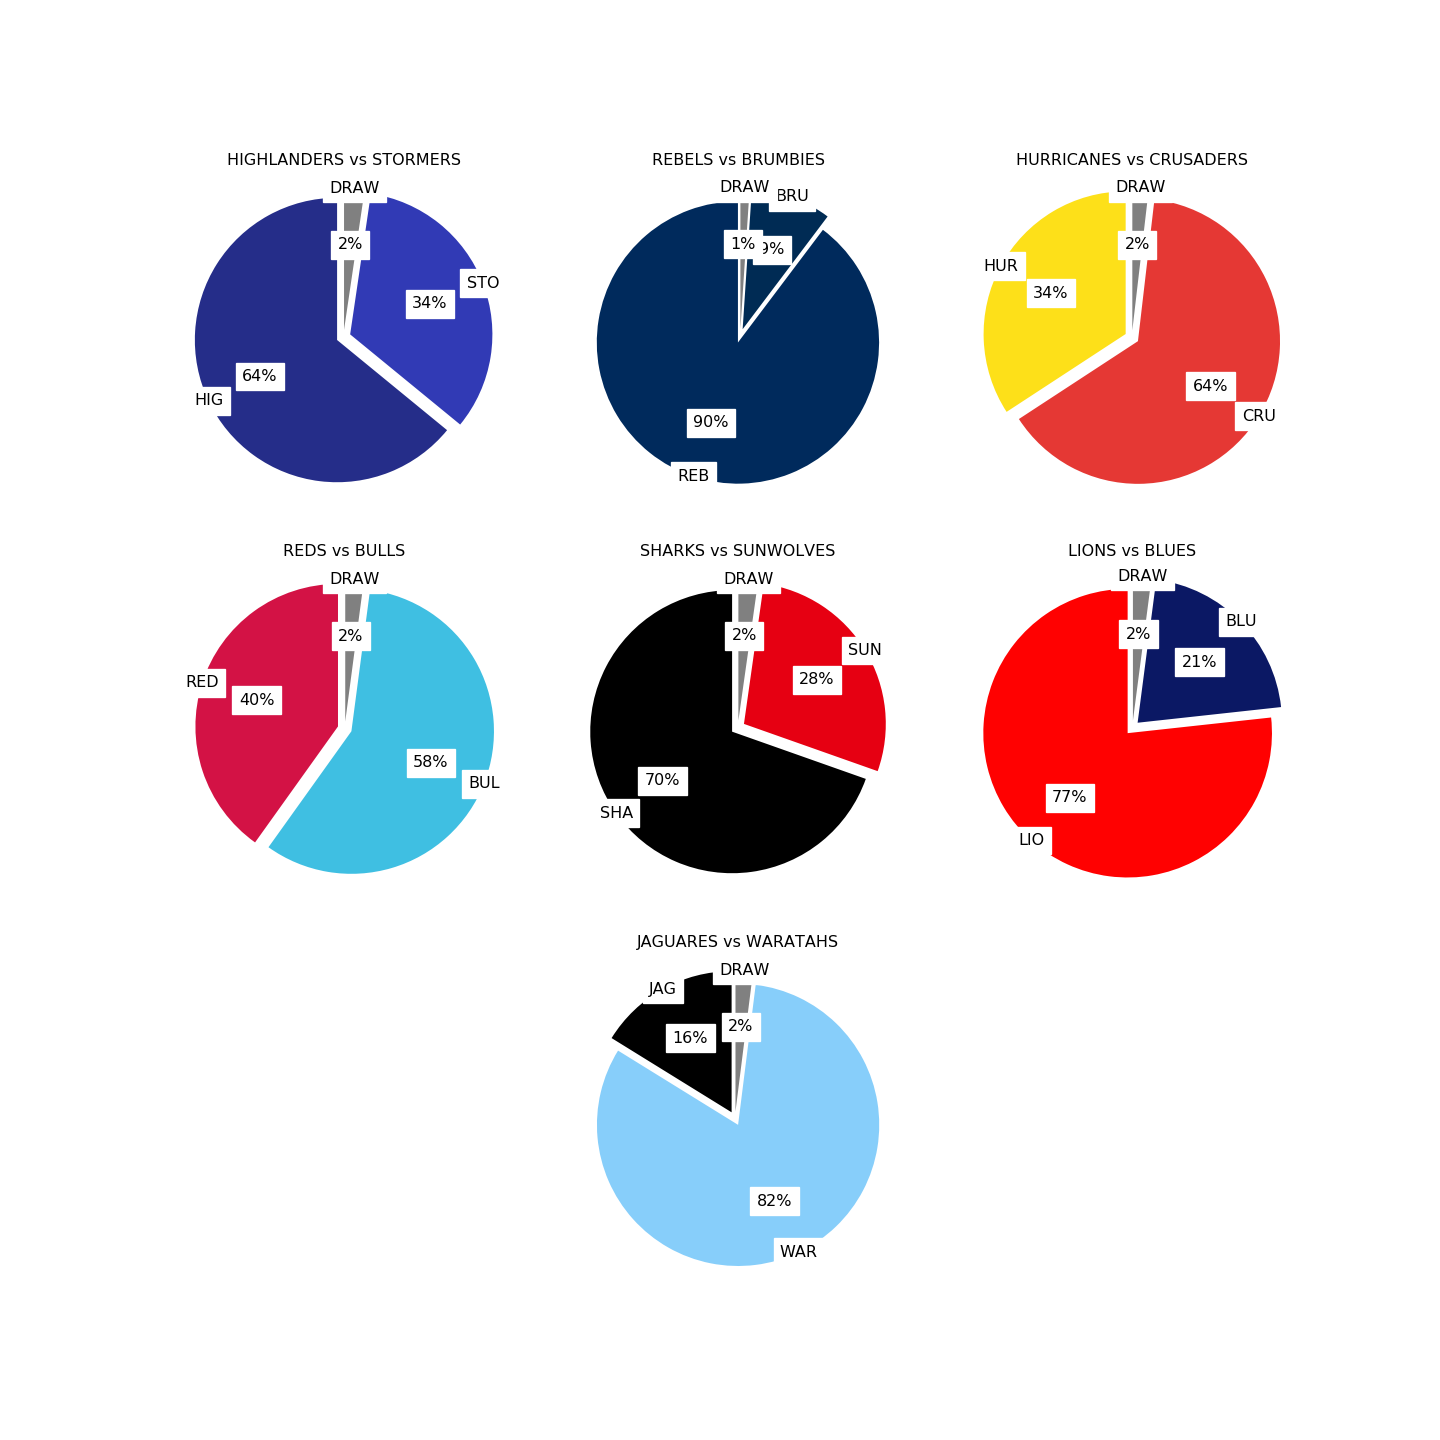 HIGHLANDERS vs STORMERS
DRAW
2%
STO
34%
64%
HIG
REBELS vs BRUMBIES
DRAW
BRU
1%
9%
90%
REB
HURRICANES vs CRUSADERS
DRAW
2%
HUR
34%
64%
CRU
REDS vs BULLS
DRAW
2%
RED
40%
58%
BUL
SHARKS vs SUNWOLVES
DRAW
2%
SUN
28%
70%
SHA
LIONS vs BLUES
DRAW
BLU
2%
21%
77%
LIO
JAGUARES vs WARATAHS
DRAW
JAG
2%
16%
82%
WAR